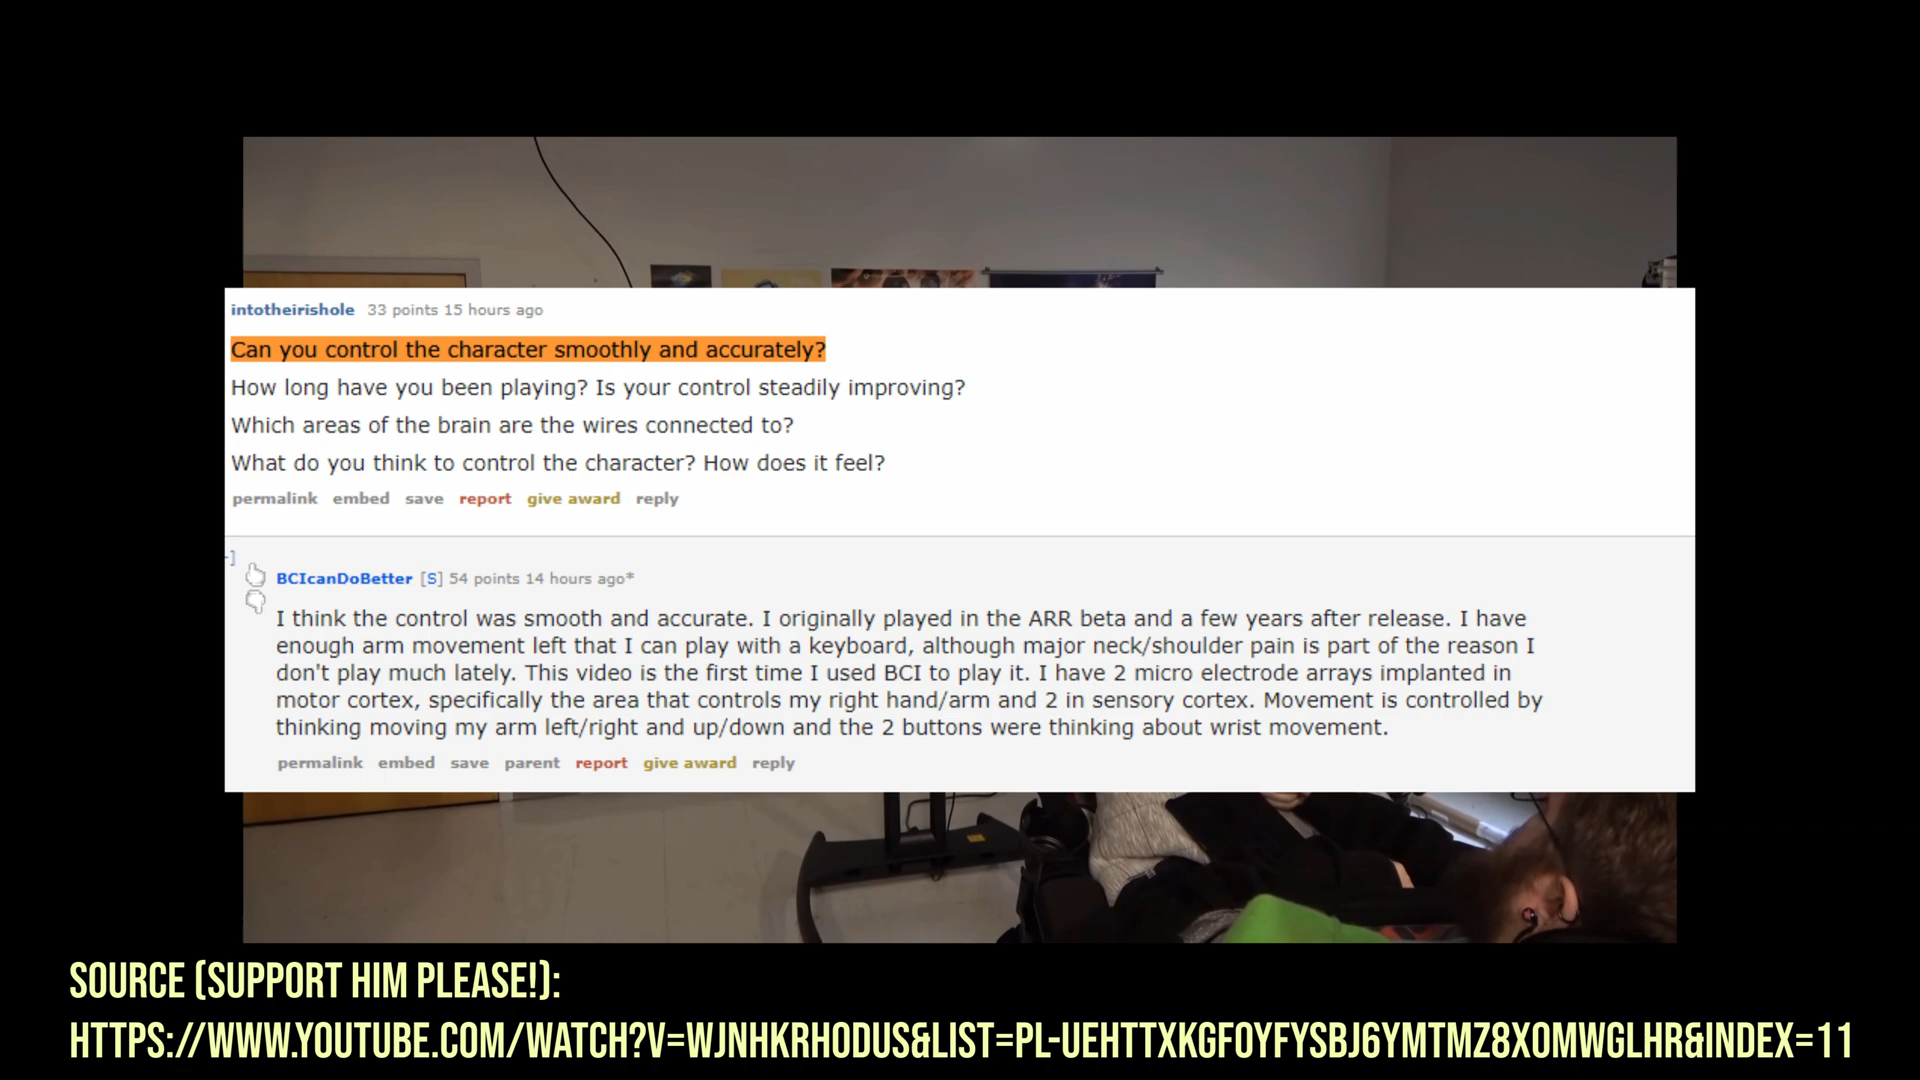 intotheirishole 33 points 15 hours ago
Can you control the character smoothly and accurately?
How long have you been playing? Is your control steadily improving?
Which areas of the brain are the wires connected to?
What do you think to control the character? How does it feel?
permalink embed save report give award reply
-]
BCIcanDoBetter [S] 54 points 14 hours ago*
I think the control was smooth and accurate. I originally played in the ARR beta and a few years after release. I have
enough arm movement left that I can play with a keyboard, although major neck/shoulder pain is part of the reason I
don't play much lately. This video is the first time I used BCI to play it. I have 2 micro electrode arrays implanted in
motor cortex, specifically the area that controls my right hand/arm and 2 in sensory cortex. Movement is controlled by
thinking moving my arm left/right and up/down and the 2 buttons were thinking about wrist movement.
permalink embed save parent report give award reply
SOURCE (SUPPORT HIM PLEASE!):
HTTPS://WWW.YOUTUBE.COM/WATCH?V=WJNHKRHODUS&LIST=PL-UEHTTXKGFOYFYSBJ6YMTMZ8XOMWGLHR&INDEX=11